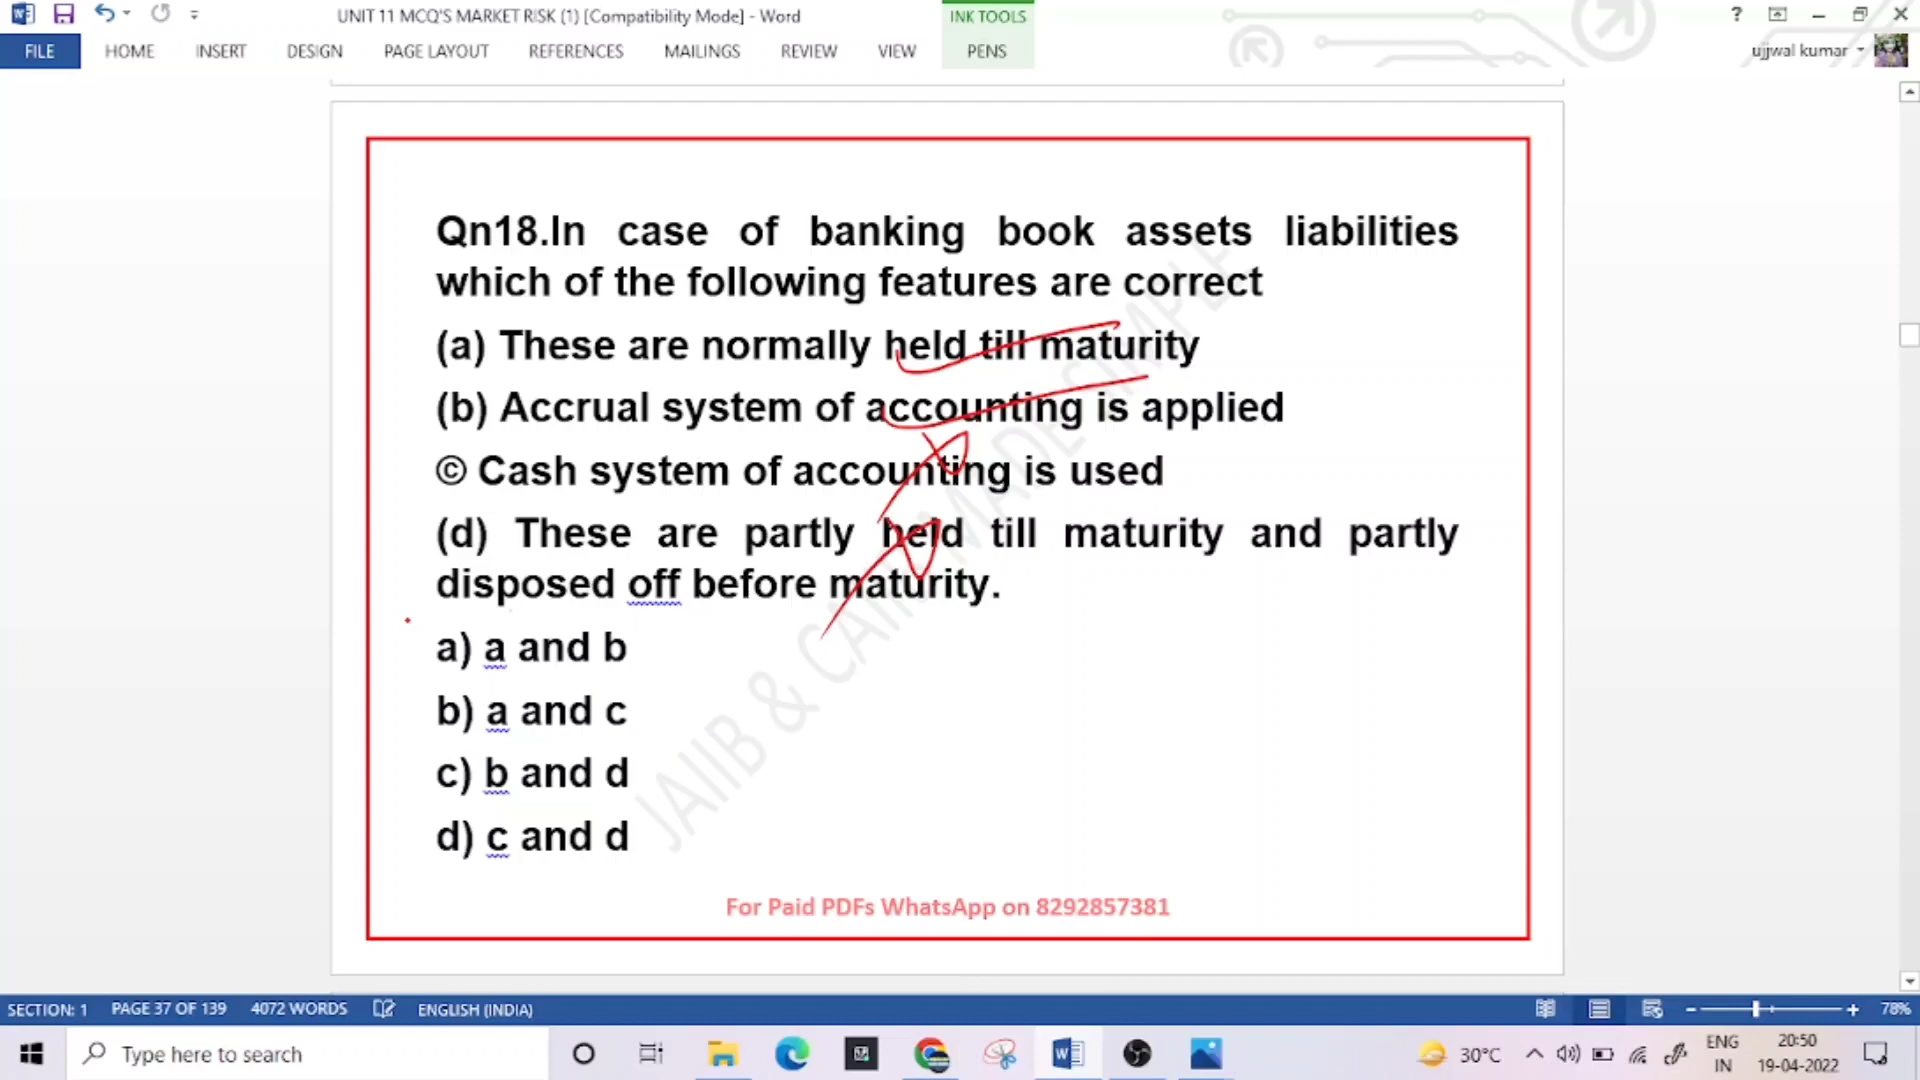 UNIT 11 MCQ'S MARKET RISK (1) [Compatibility Mode] - Word
INK TOOLS
FILE HOME INSERT DESIGN PAGE LAYOUT REFERENCES MAILINGS REVIEW VIEW PENS
ujjwal kumar
Qn18.In case of banking book assets liabilities
which of the following features are correct
(a) These are normally held till maturity
(b) Accrual system of accounting is applied
© Cash system of accounting is used
(d) These are partly held till maturity and partly
disposed off before maturity.
a) a and b
b) a and c
c) b and d
d) c and d
JAIIB & CAIIB MADE SIMPLE
For Paid PDFs WhatsApp on 8292857381
SECTION: 1 PAGE 37 OF 139 4072 WORDS ENGLISH (INDIA) 78%
Type here to search
30°C
ENG
IN
20:50
19-04-2022